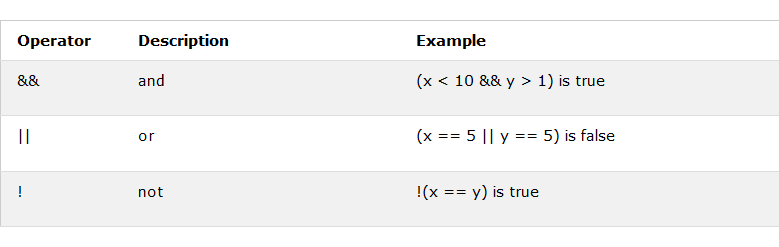 Operator Description Example
&& and (x < 10 && y > 1) is true
|| or (x == 5 || y == 5) is false
! not !(x == y) is true